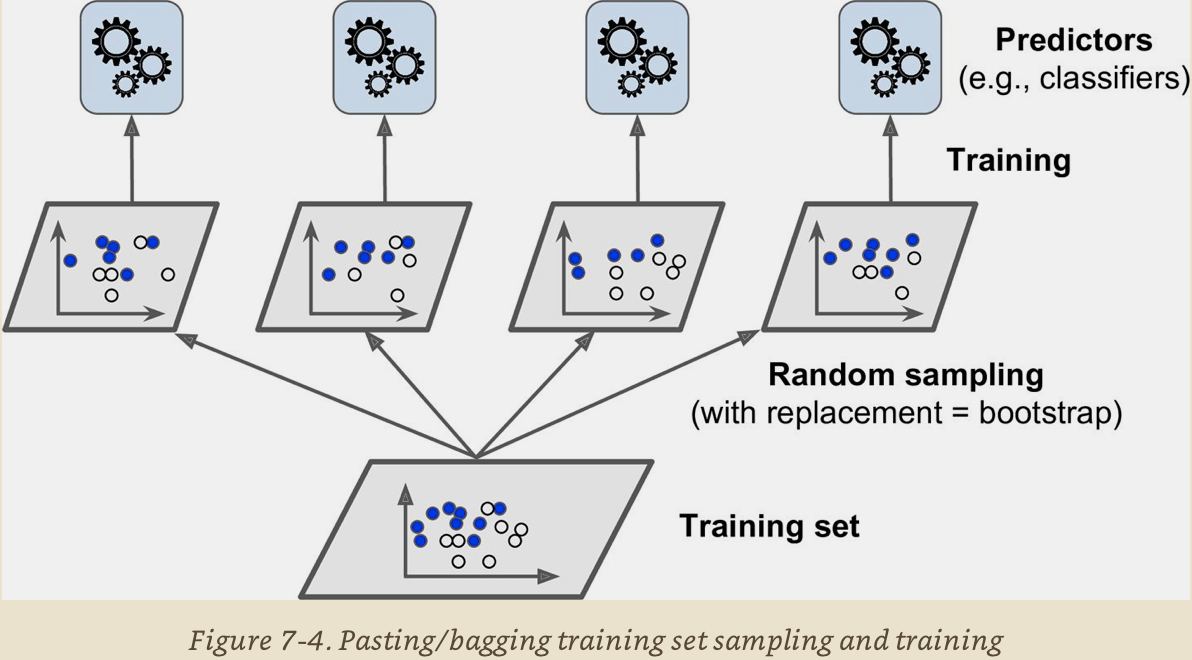 Predictors
(e.g., classifiers)
Training
Random sampling
(with replacement = bootstrap)
Training set
Figure 7-4. Pasting/bagging training set sampling and training